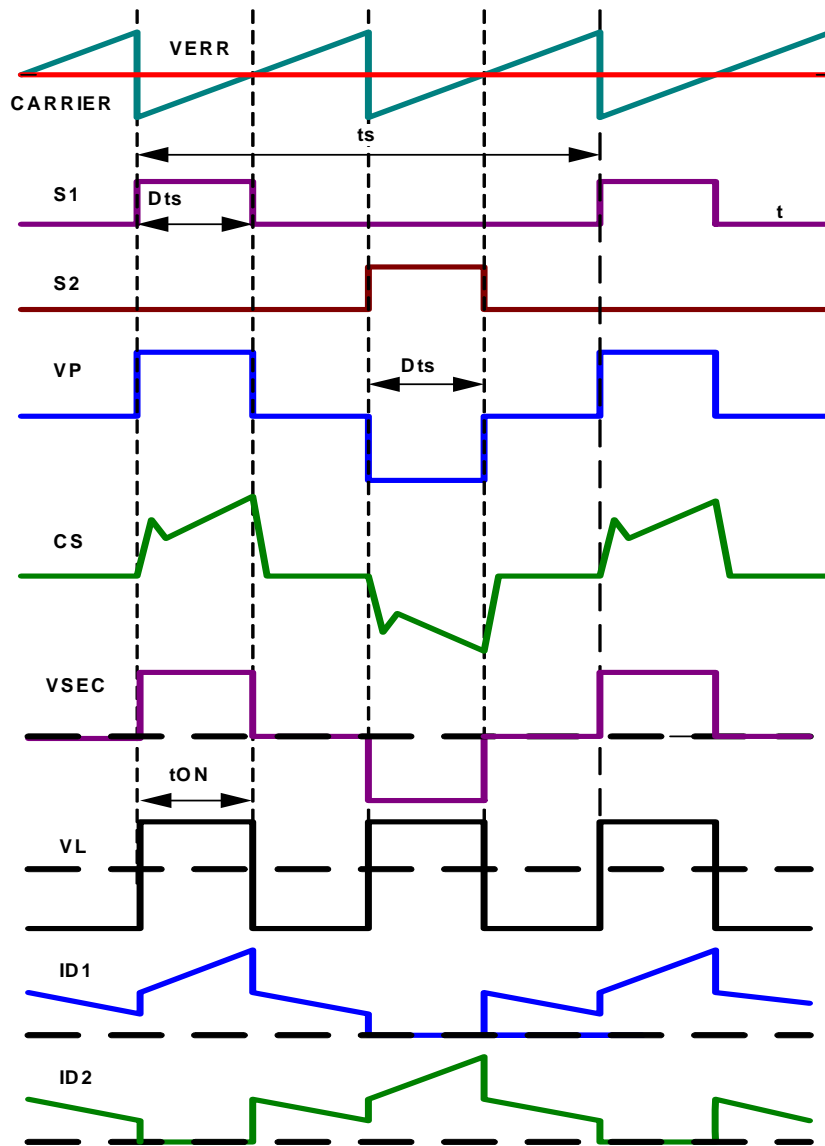 VERR
CARRIER
ts
S1
Dts
t
S2
VP
Dts
CS
VSEC
tON
VL
ID1
ID2